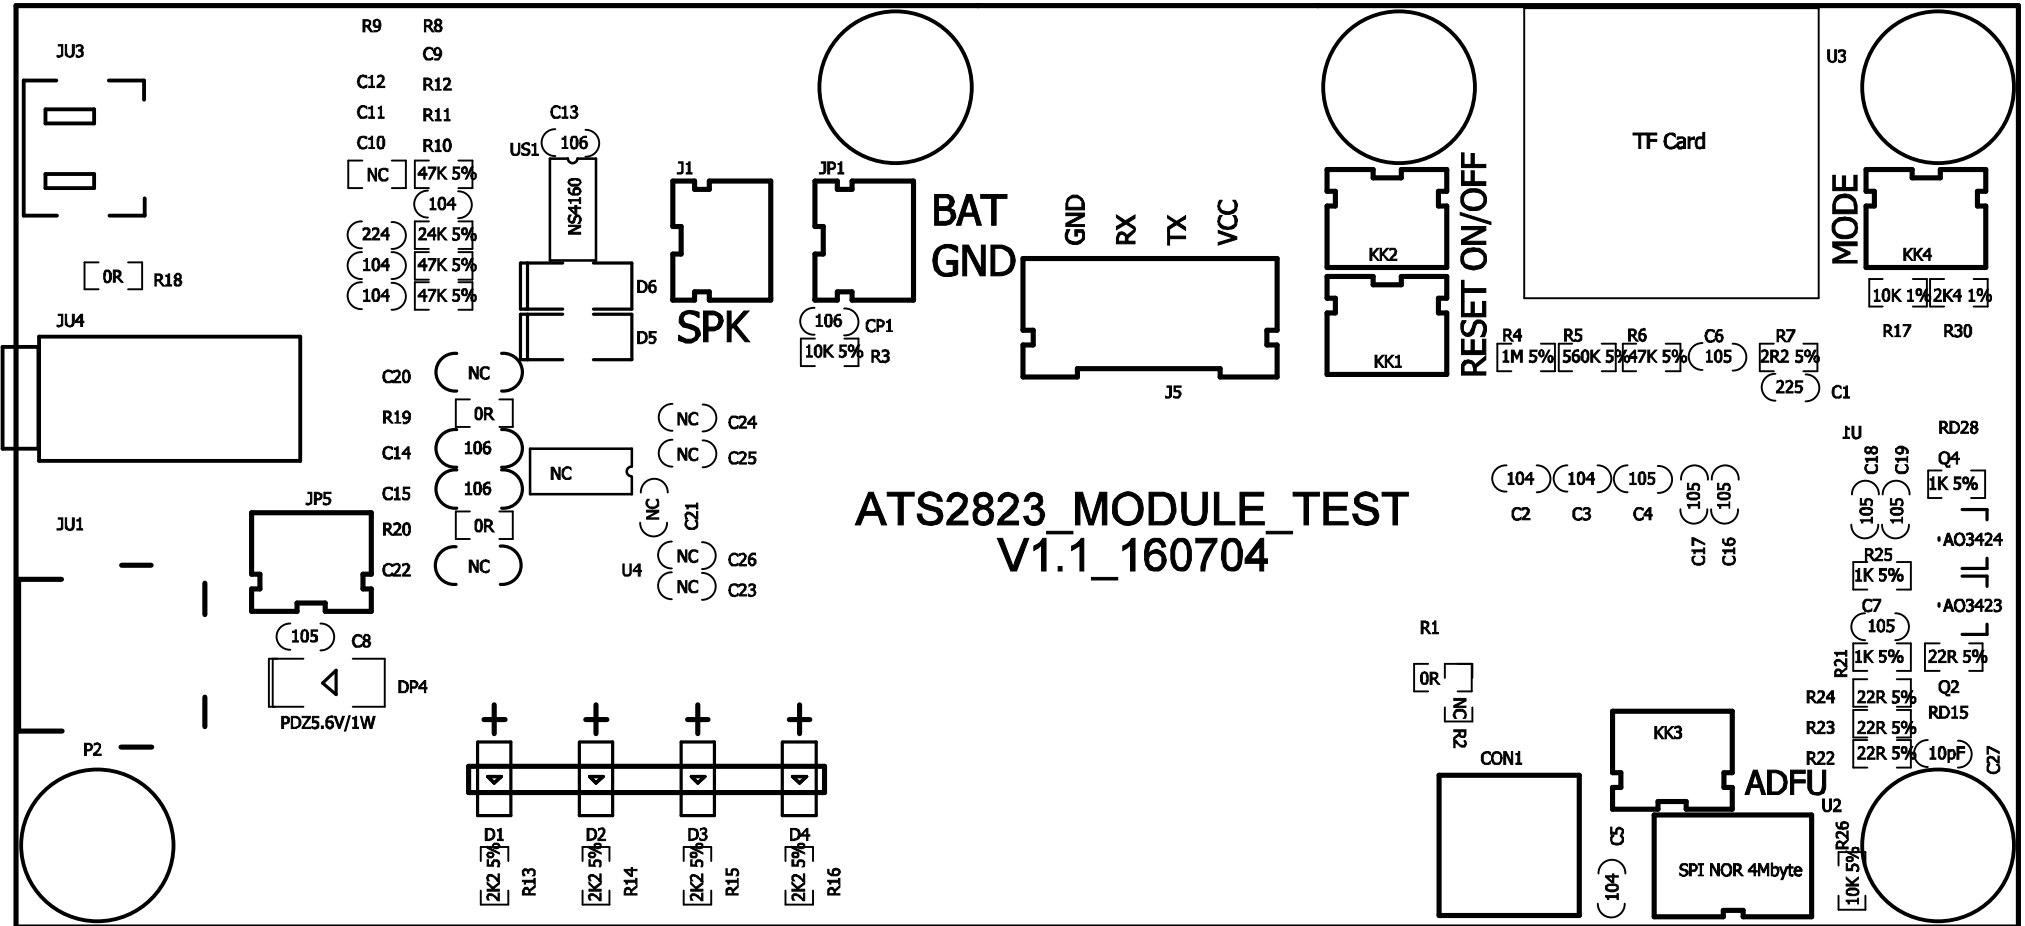 R9 R8
JU3
C9
U3
C12 R12
C11 R11
C13
C10 R10
US1 106
TF Card
NC 47K 5%
J1 JP1
NS4160
104
BAT
GND RX TX VCC
RESET ON/OFF
MODE
224 24K 5%
KK2
KK4
GND
104 47K 5%
0R R18
D6
104 47K 5%
10K 1% 2K4 1%
R17 R30
JU4
SPK
106 CP1
D5
10K 5% R3
R4 R5 R6 C6 R7
1M 5% 560K 5% 47K 5% 105 2R2 5%
KK1
C20 NC
J5
225 C1
R19 0R
NC C24
U1
RD28
C14 106
NC C25
C18 C19
Q4
NC
104 104 105 105 105
1K 5%
C15 106
JP5
NC C21
ATS2823_MODULE_TEST
C2 C3 C4
105 105
JU1
R20 0R
C17 C16
AO3424
V1.1_160704
R25
NC C26
C22 NC
U4
1K 5%
NC C23
C7
AO3423
105
105 C8
R1
R21 1K 5% 22R 5%
0R
DP4
Q2
R24 22R 5%
NC
RD15
PDZ5.6V/1W
+ + + +
R23 22R 5%
KK3
R2
P2
CON1
R22 22R 5% 10pF C27
ADFU
U2
D1 D2 D3 D4
C5
R26
2K2 5% R13 2K2 5% R14 2K2 5% R15 2K2 5% R16
SPI NOR 4Mbyte
104
10K 5%